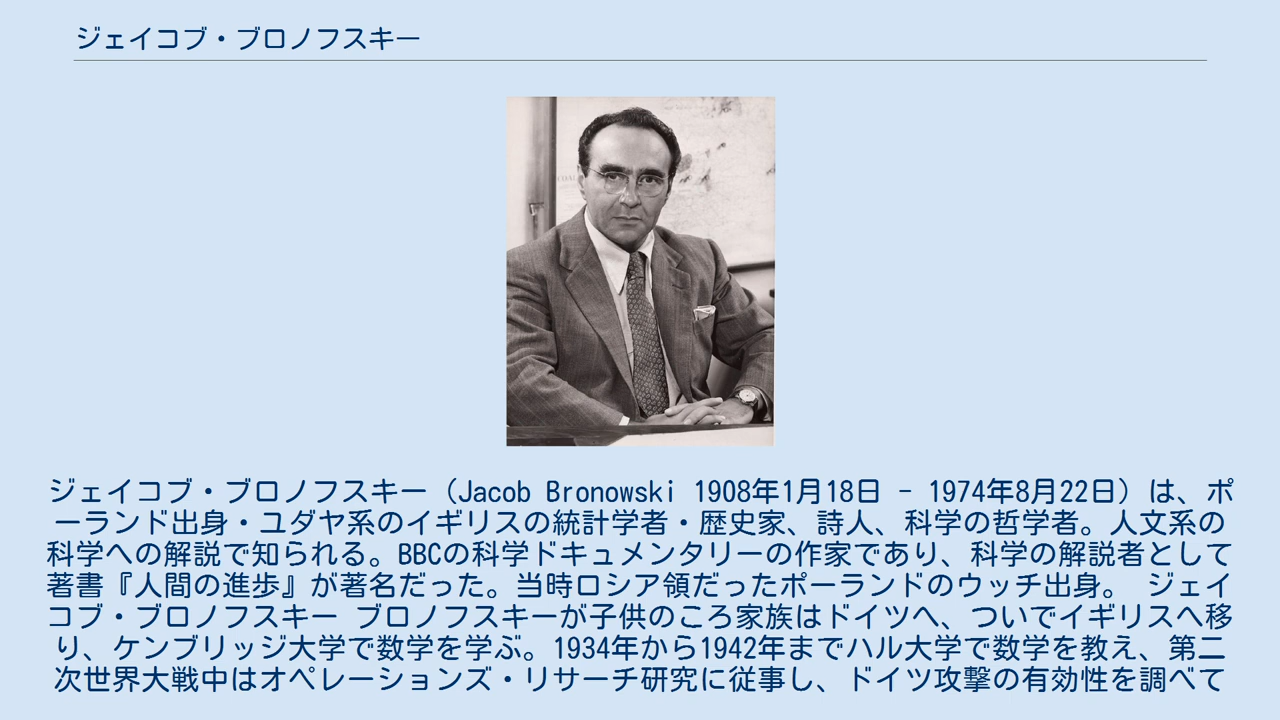 ジェイコブ・ブロノフスキー
ジェイコブ・ブロノフスキー（Jacob Bronowski 1908年1月18日 - 1974年8月22日）は、ポ
ーランド出身・ユダヤ系のイギリスの統計学者・歴史家、詩人、科学の哲学者。人文系の
科学への解説で知られる。BBCの科学ドキュメンタリーの作家であり、科学の解説者として
著書『人間の進歩』が著名だった。当時ロシア領だったポーランドのウッチ出身。 ジェイ
コブ・ブロノフスキー ブロノフスキーが子供のころ家族はドイツへ、ついでイギリスへ移
り、ケンブリッジ大学で数学を学ぶ。1934年から1942年までハル大学で数学を教え、第二
次世界大戦中はオペレーションズ・リサーチ研究に従事し、ドイツ攻撃の有効性を調べて